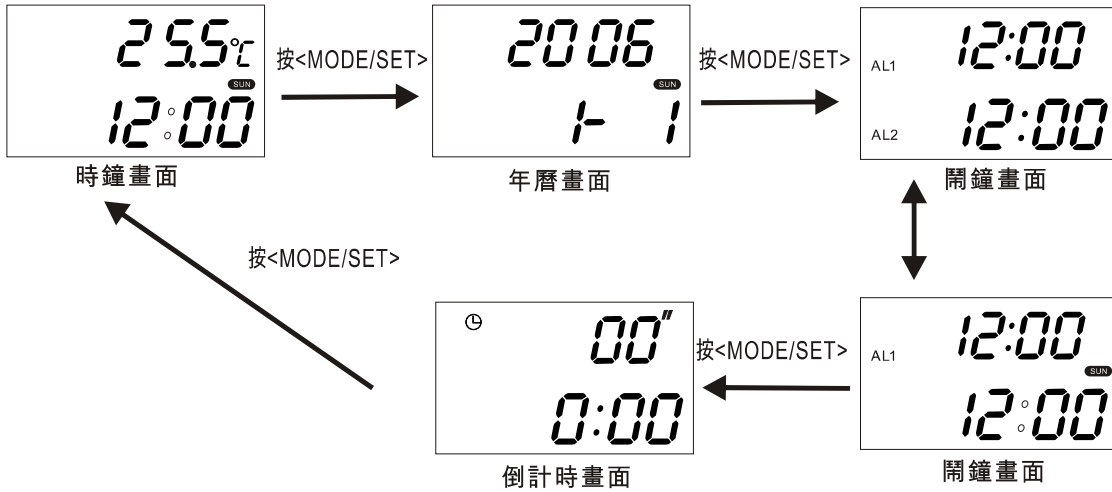 25.5℃
SUN
12:00
時鐘畫面
按<MODE/SET>
2006
SUN
1- 1
年曆畫面
按<MODE/SET>
AL1 12:00
AL2 12:00
鬧鐘畫面
AL1 12:00
SUN
12:00
鬧鐘畫面
按<MODE/SET>
00"
0:00
倒計時畫面
按<MODE/SET>